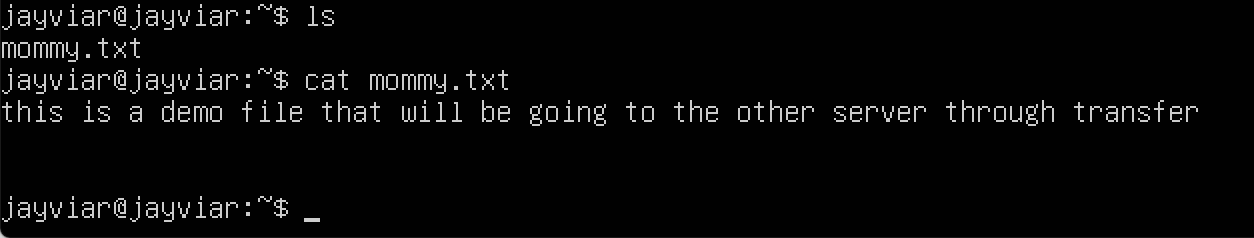 jayviar@jayviar:~$ ls
mommy.txt
jayviar@jayviar:~$ cat mommy.txt
this is a demo file that will be going to the other server through transfer
jayviar@jayviar:~$ _